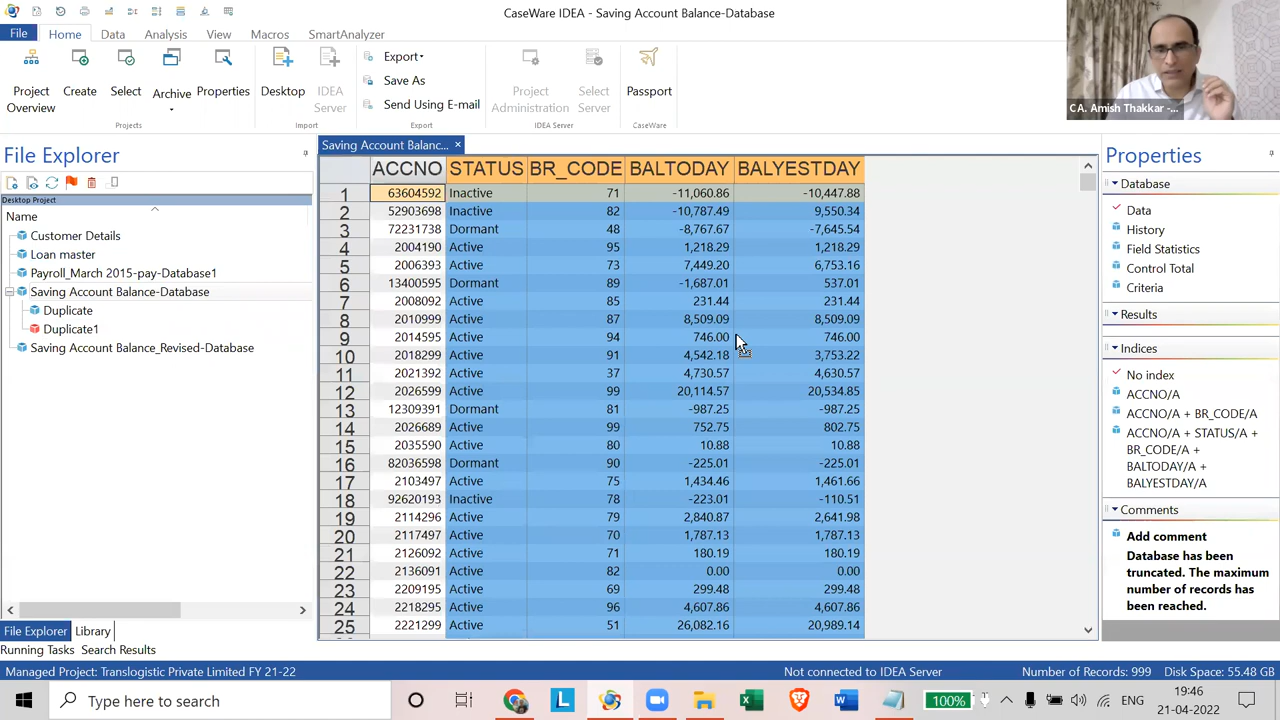 CaseWare IDEA - Saving Account Balance-Database
File Home Data Analysis View Macros SmartAnalyzer
Project Overview
Create
Select
Archive
Properties
Projects
Desktop
IDEA Server
Import
Export
Save As
Send Using E-mail
Export
Project Administration
Select Server
IDEA Server
Passport
CaseWare
CA. Amish Thakkar -...
File Explorer
Desktop Project
Name
Customer Details
Loan master
Payroll_March 2015-pay-Database1
Saving Account Balance-Database
Duplicate
Duplicate1
Saving Account Balance_Revised-Database
File Explorer Library
Running Tasks Search Results
Saving Account Balanc... ×
ACCNO STATUS BR_CODE BALTODAY BALYESTDAY
1 63604592 Inactive 71 -11,060.86 -10,447.88
2 52903698 Inactive 82 -10,787.49 9,550.34
3 72231738 Dormant 48 -8,767.67 -7,645.54
4 2004190 Active 95 1,218.29 1,218.29
5 2006393 Active 73 7,449.20 6,753.16
6 13400595 Dormant 89 -1,687.01 537.01
7 2008092 Active 85 231.44 231.44
8 2010999 Active 87 8,509.09 8,509.09
9 2014595 Active 94 746.00 746.00
10 2018299 Active 91 4,542.18 3,753.22
11 2021392 Active 37 4,730.57 4,630.57
12 2026599 Active 99 20,114.57 20,534.85
13 12309391 Dormant 81 -987.25 -987.25
14 2026689 Active 99 752.75 802.75
15 2035590 Active 80 10.88 10.88
16 82036598 Dormant 90 -225.01 -225.01
17 2103497 Active 75 1,434.46 1,461.66
18 92620193 Inactive 78 -223.01 -110.51
19 2114296 Active 79 2,840.87 2,641.98
20 2117497 Active 70 1,787.13 1,787.13
21 2126092 Active 71 180.19 180.19
22 2136091 Active 82 0.00 0.00
23 2209195 Active 69 299.48 299.48
24 2218295 Active 96 4,607.86 4,607.86
25 2221299 Active 51 26,082.16 20,989.14
Properties
Database
Data
History
Field Statistics
Control Total
Criteria
Results
Indices
No index
ACCNO/A
ACCNO/A + BR_CODE/A
ACCNO/A + STATUS/A +
BR_CODE/A +
BALTODAY/A +
BALYESTDAY/A
Comments
Add comment
Database has been
truncated. The maximum
number of records has
been reached.
Managed Project: Translogistic Private Limited FY 21-22 Not connected to IDEA Server Number of Records: 999 Disk Space: 55.48 GB
Type here to search
100%
ENG
19:46
21-04-2022